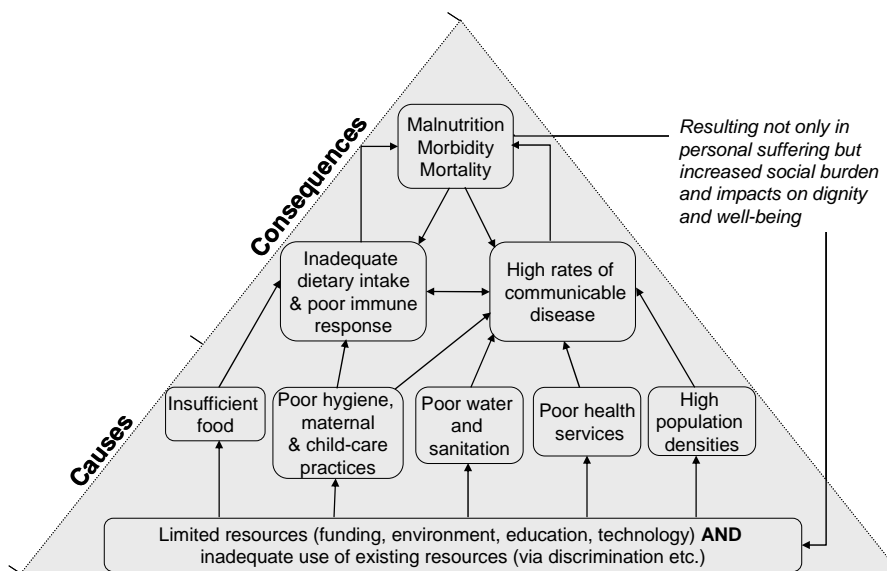 Malnutrition
Morbidity
Mortality
Resulting not only in
personal suffering but
increased social burden
and impacts on dignity
and well-being
Consequences
Inadequate
dietary intake
& poor immune
response
High rates of
communicable
disease
Causes
Insufficient
food
Poor hygiene,
maternal
& child-care
practices
Poor water
and
sanitation
Poor health
services
High
population
densities
Limited resources (funding, environment, education, technology) AND
inadequate use of existing resources (via discrimination etc.)